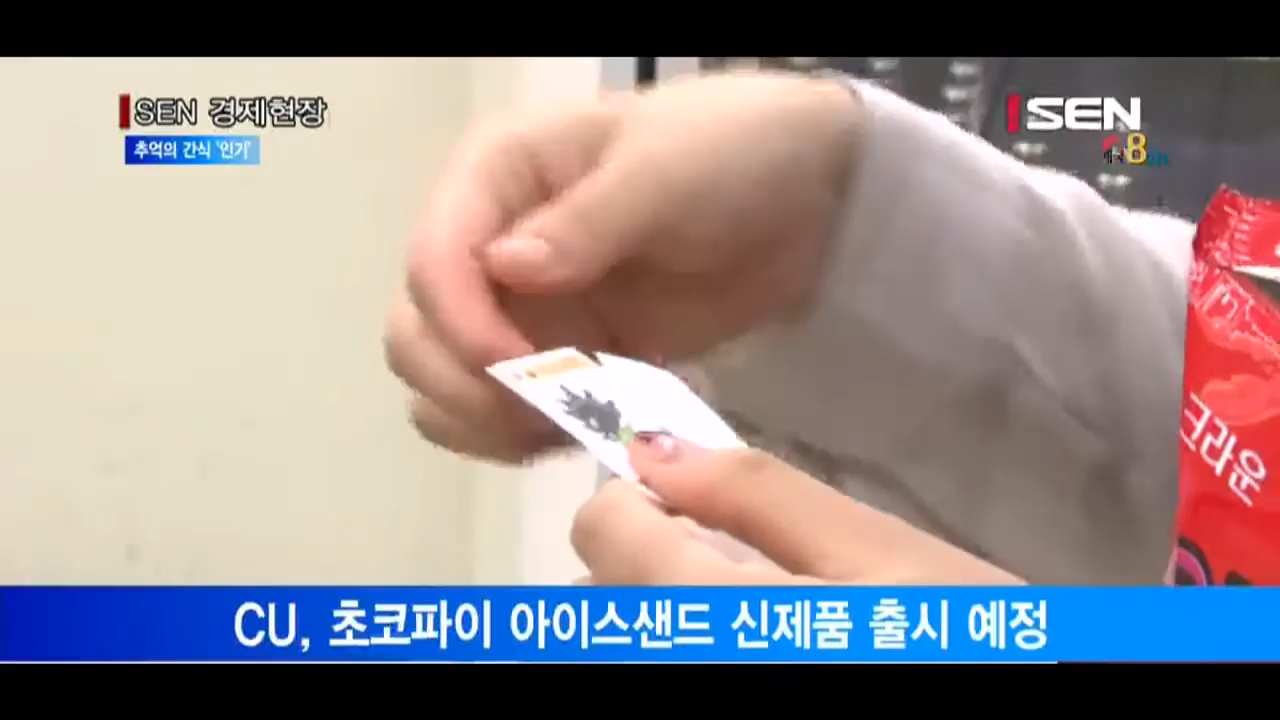 SEN 경제현장
추억의 간식 '인기'
SEN
8
크라운
CU, 초코파이 아이스샌드 신제품 출시 예정